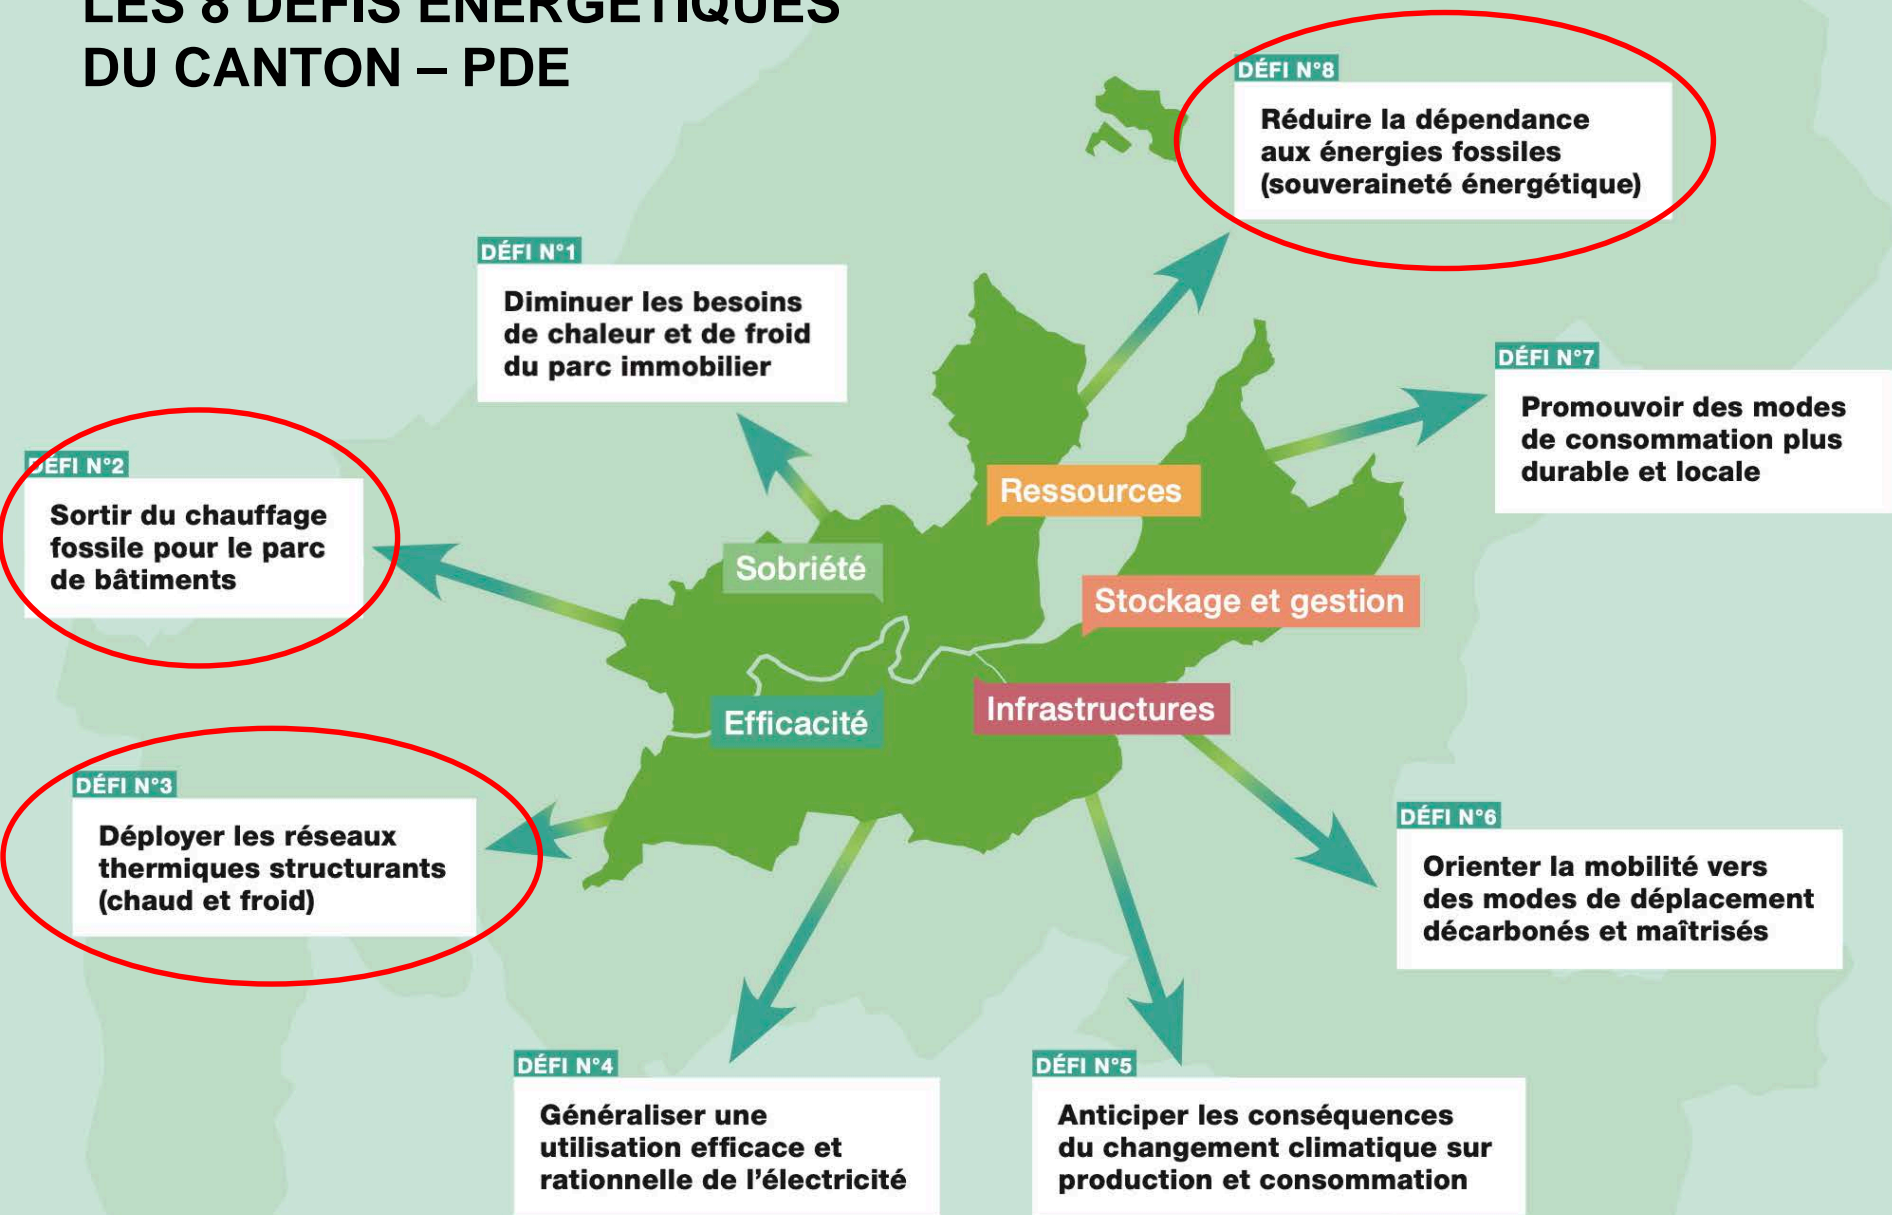 LES 8 DÉFIS ÉNERGÉTIQUES
DU CANTON – PDE
DÉFI N°1
Diminuer les besoins
de chaleur et de froid
du parc immobilier
DÉFI N°2
Sortir du chauffage
fossile pour le parc
de bâtiments
DÉFI N°3
Déployer les réseaux
thermiques structurants
(chaud et froid)
DÉFI N°4
Généraliser une
utilisation efficace et
rationnelle de l'électricité
DÉFI N°5
Anticiper les conséquences
du changement climatique sur
production et consommation
DÉFI N°6
Orienter la mobilité vers
des modes de déplacement
décarbonés et maîtrisés
DÉFI N°7
Promouvoir des modes
de consommation plus
durable et locale
DÉFI N°8
Réduire la dépendance
aux énergies fossiles
(souveraineté énergétique)
Ressources
Sobriété
Stockage et gestion
Efficacité
Infrastructures